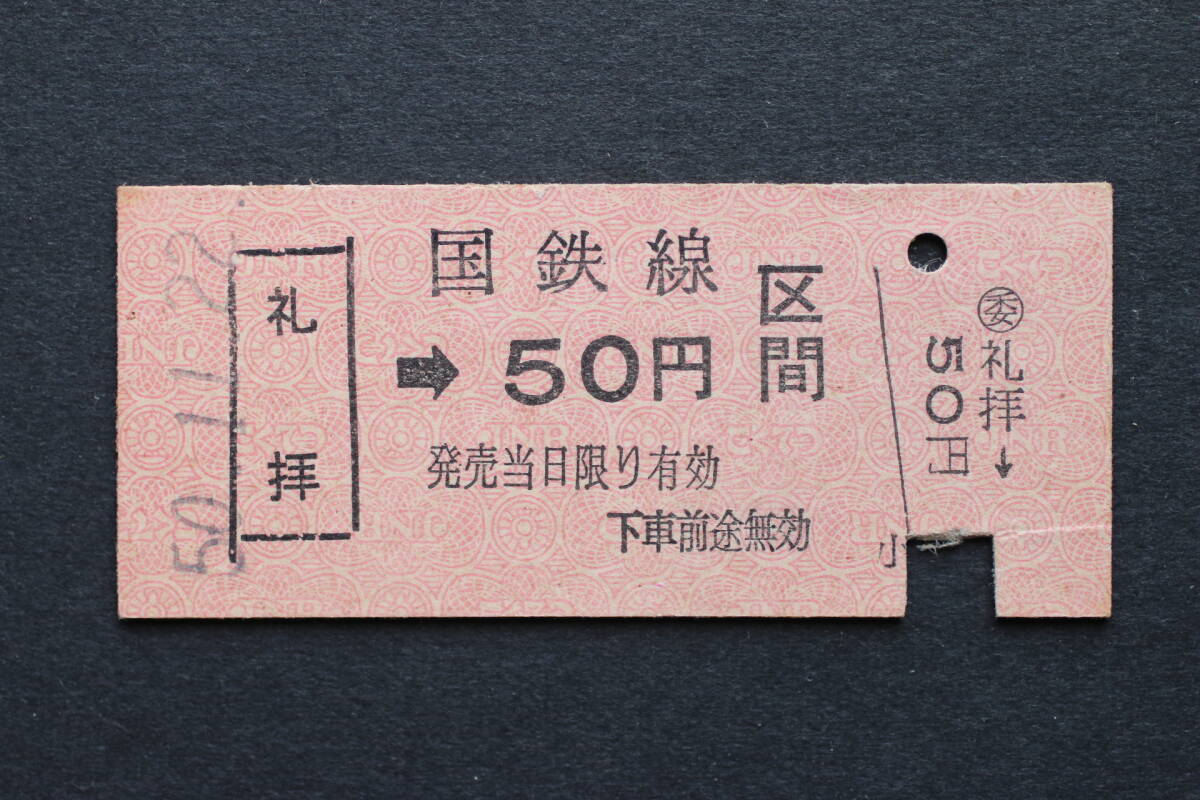 50.11.22
礼拝
国鉄線
➡50円区間
発売当日限り有効
下車前途無効
小
㊙委礼拝→
50円